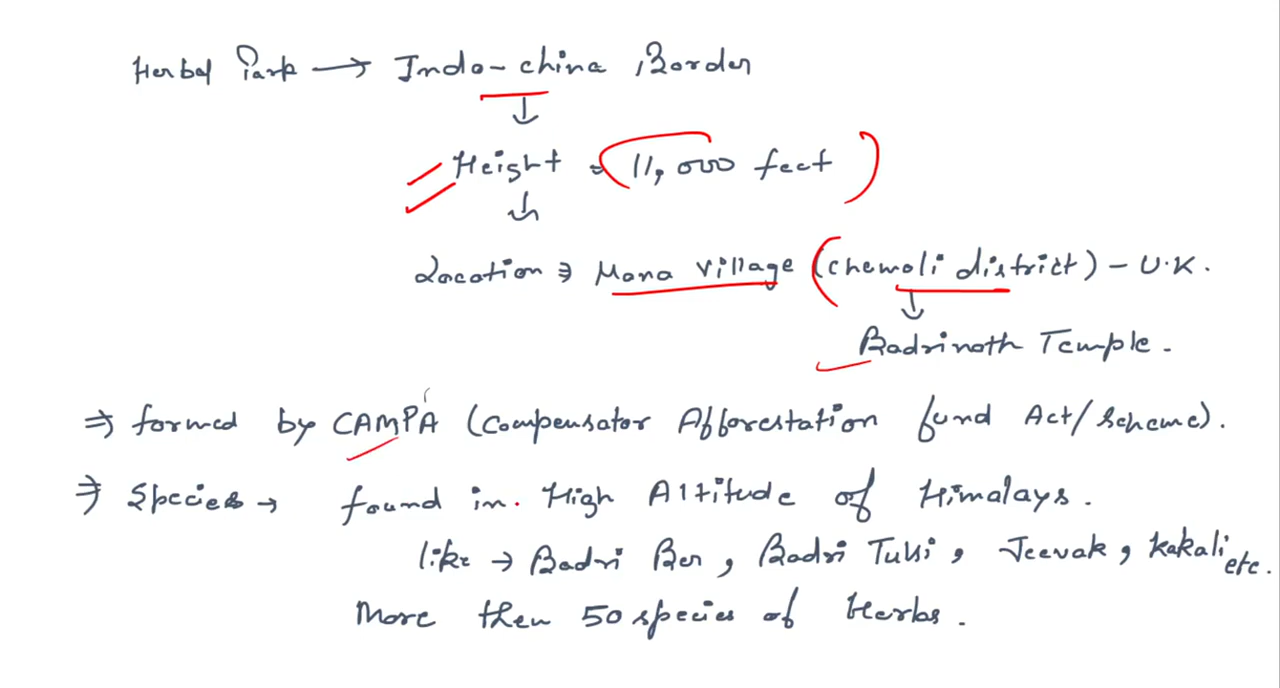 Herbal Park → Indo-china Border
↓
Height → 11,000 feet
↓
Location ⇒ Mana village (chamoli district) - U.K.
↓
Badrinath Temple.
⇒ formed by CAMPA (Compensator Afforestation fund Act/scheme).
⇒ Species → found in. High Altitude of Himalays.
like → Badri Ber, Badri Tulsi, Jeevak, Kakali etc.
More then 50 species of Herbs.